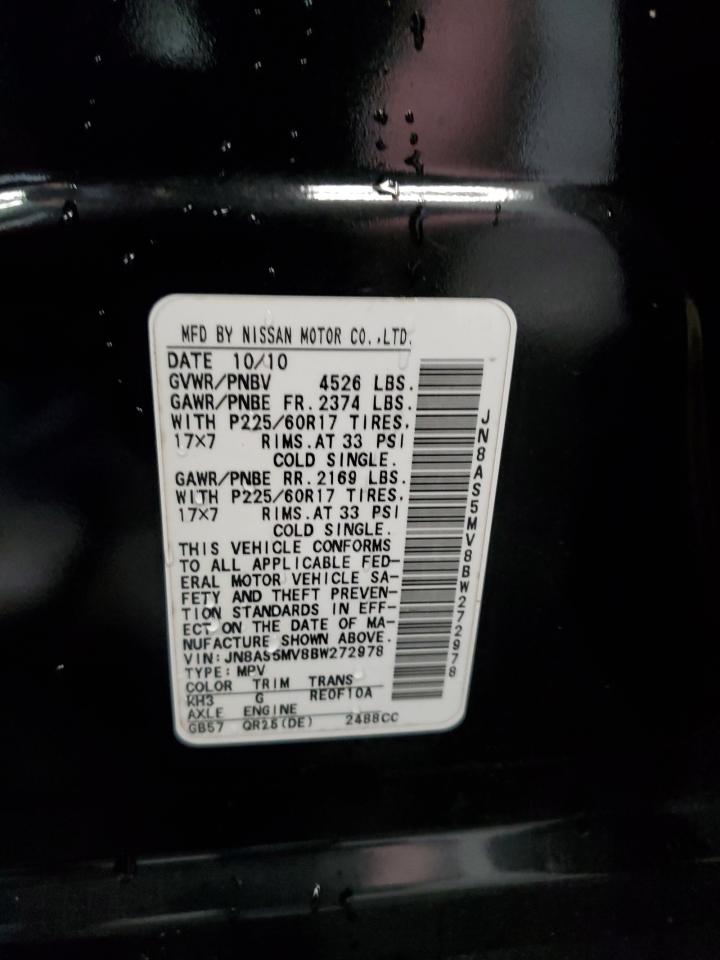 MFD BY NISSAN MOTOR CO.,LTD.
DATE 10/10
GVWR/PNBV 4526 LBS.
GAWR/PNBE FR. 2374 LBS.
WITH P225/60R17 TIRES,
17X7 RIMS. AT 33 PSI
COLD SINGLE.
GAWR/PNBE RR. 2169 LBS.
WITH P225/60R17 TIRES,
17X7 RIMS. AT 33 PSI
COLD SINGLE.
THIS VEHICLE CONFORMS
TO ALL APPLICABLE FED-
ERAL MOTOR VEHICLE SA-
FETY AND THEFT PREVEN-
TION STANDARDS IN EFF-
ECT ON THE DATE OF MA-
NUFACTURE SHOWN ABOVE.
VIN: JN8AS5MV8BW272978
TYPE: MPV
COLOR TRIM TRANS
KH3 G RE0F10A
AXLE ENGINE
GB57 QR25(DE) 2488CC
JN8AS5MV8BW272978